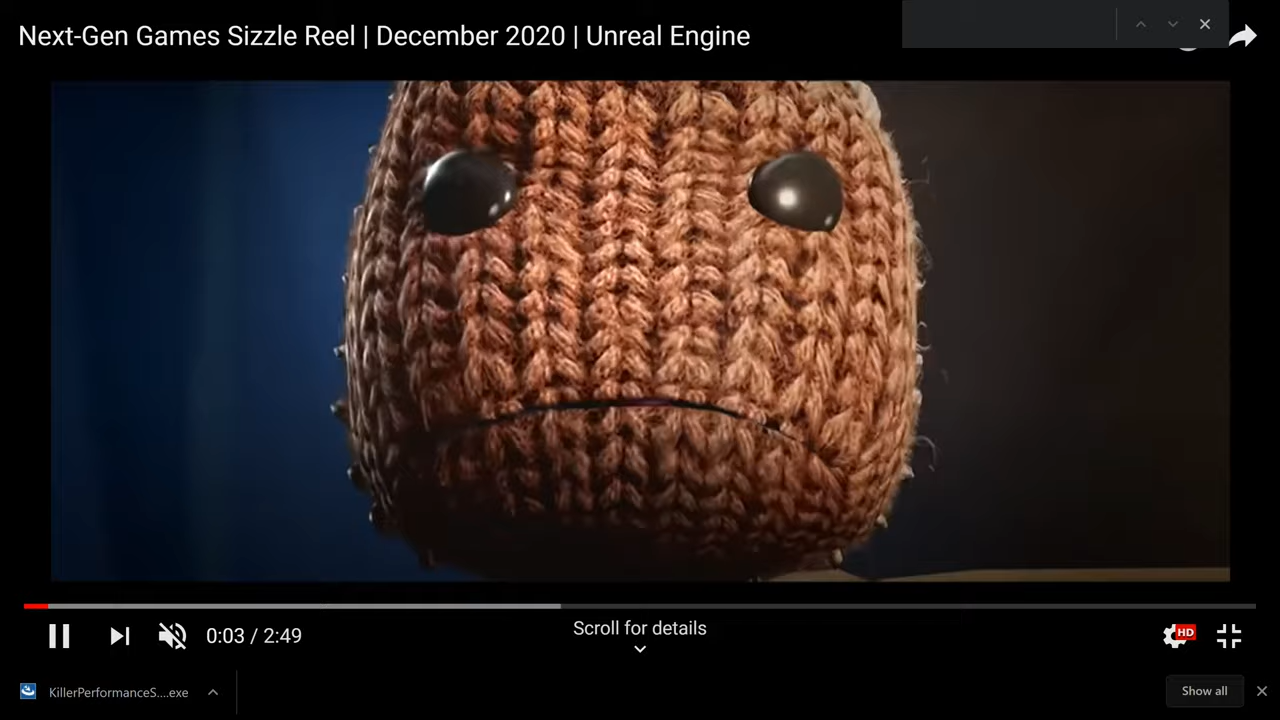 Next-Gen Games Sizzle Reel | December 2020 | Unreal Engine
0:03 / 2:49
Scroll for details
HD
KillerPerformanceS....exe
Show all